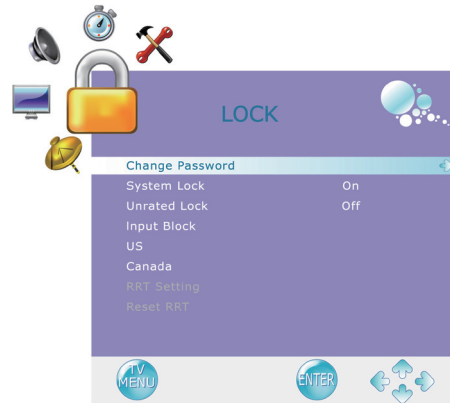 LOCK
Change Password
System Lock On
Unrated Lock Off
Input Block
US
Canada
RRT Setting
Reset RRT
TV
MENU
ENTER